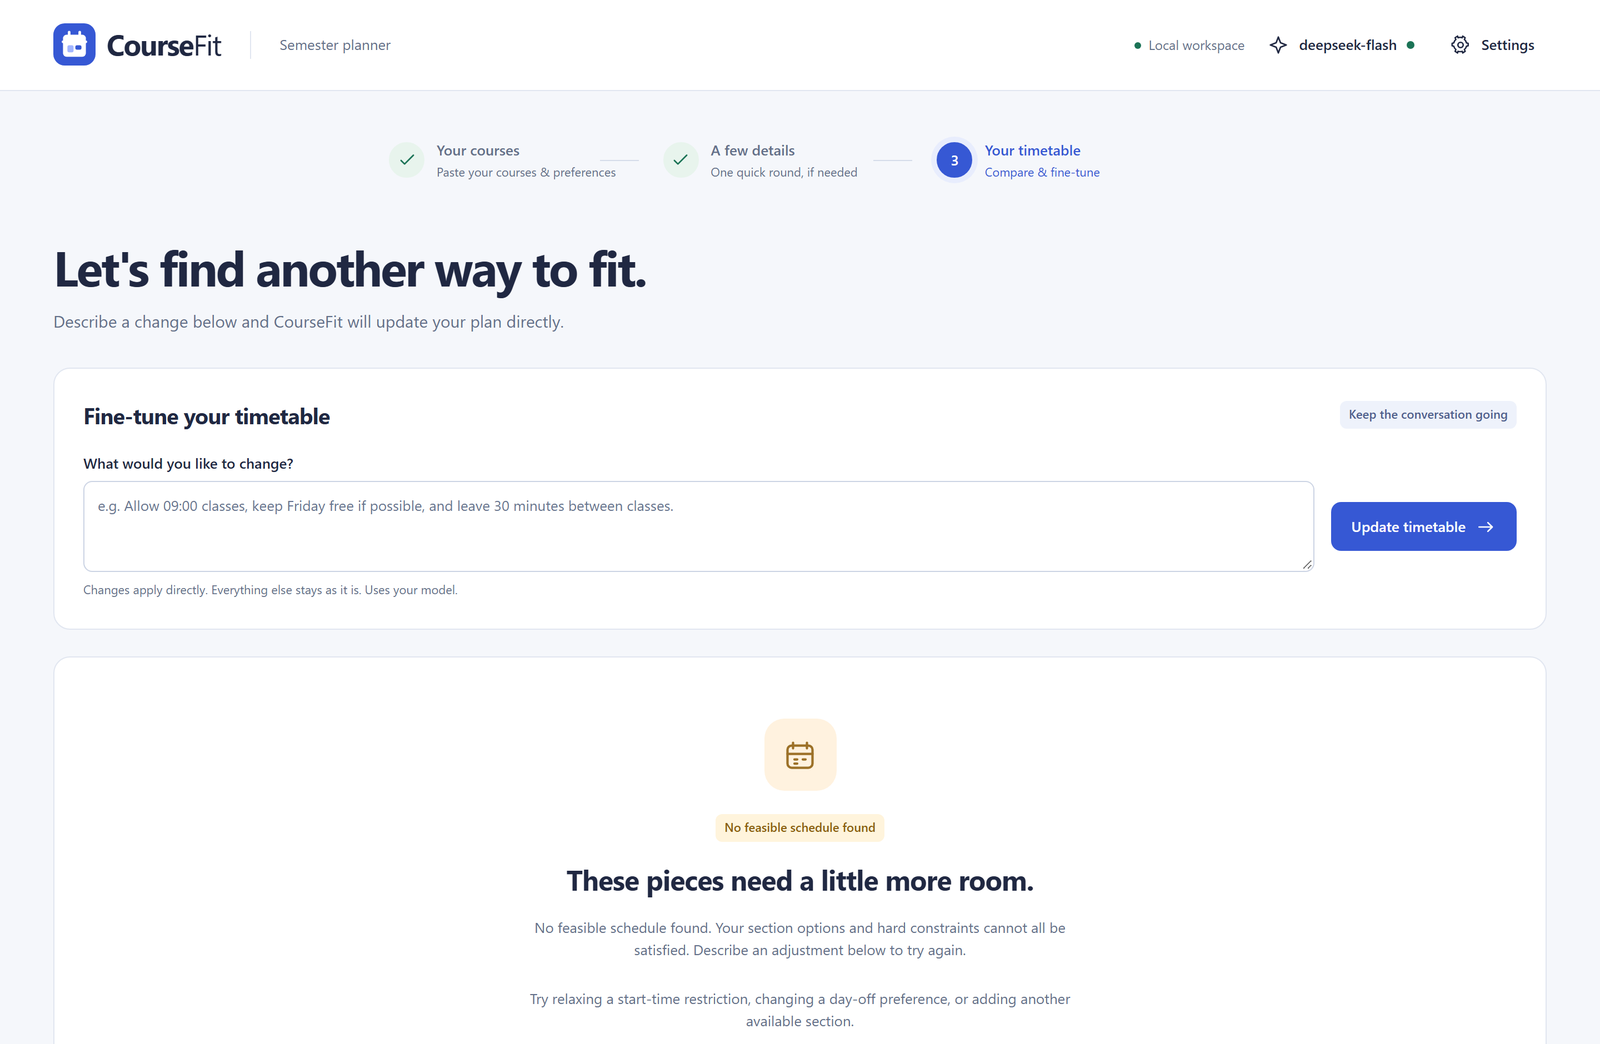 CourseFit
Semester planner
Local workspace
deepseek-flash
Settings
Your courses
Paste your courses & preferences
A few details
One quick round, if needed
3
Your timetable
Compare & fine-tune
Let's find another way to fit.
Describe a change below and CourseFit will update your plan directly.
Fine-tune your timetable
Keep the conversation going
What would you like to change?
e.g. Allow 09:00 classes, keep Friday free if possible, and leave 30 minutes between classes.
Update timetable
Changes apply directly. Everything else stays as it is. Uses your model.
No feasible schedule found
These pieces need a little more room.
No feasible schedule found. Your section options and hard constraints cannot all be
satisfied. Describe an adjustment below to try again.
Try relaxing a start-time restriction, changing a day-off preference, or adding another
available section.